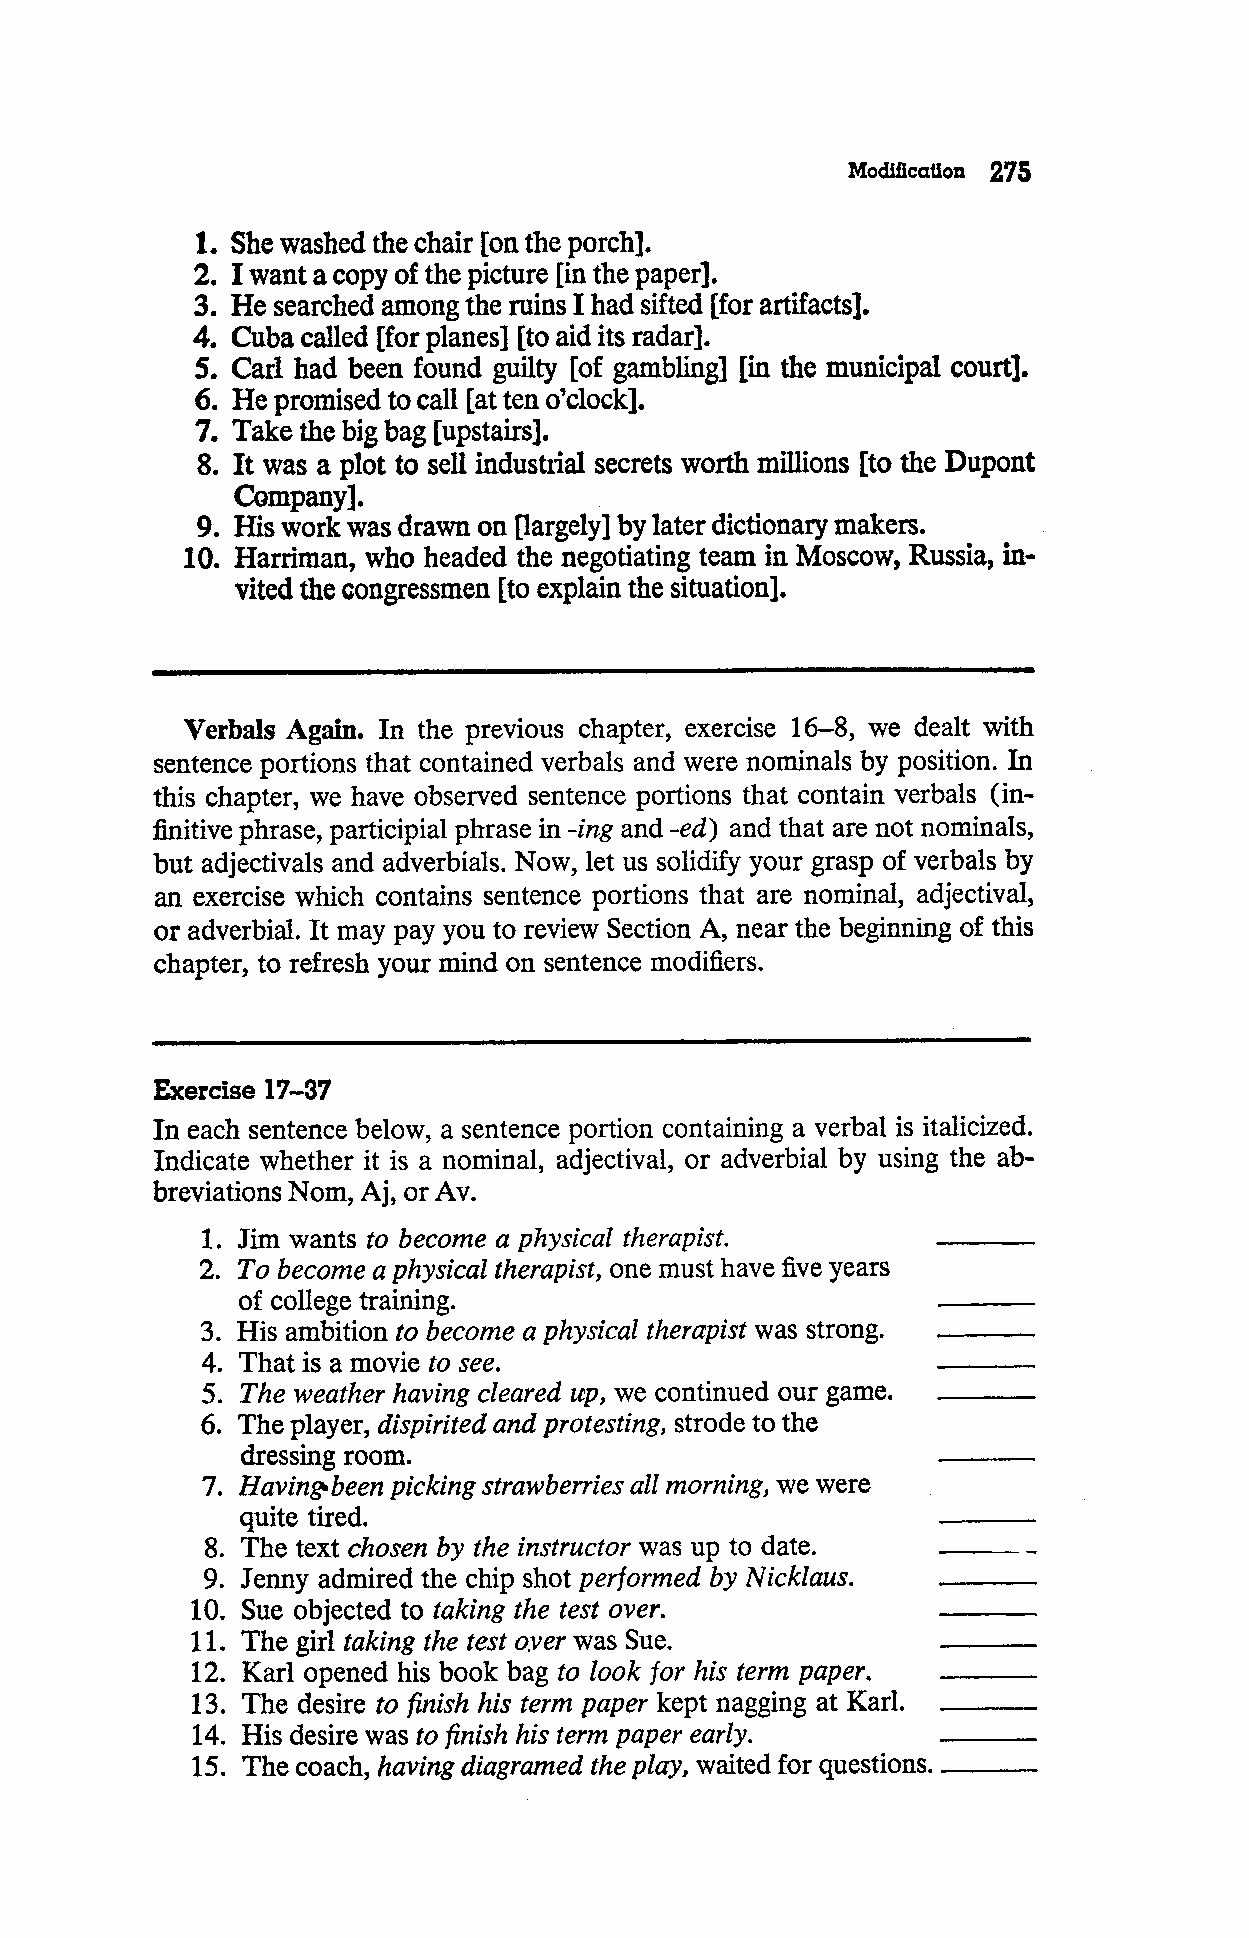 Modification 275
1. She washed the chair [on the porch].
2. I want a copy of the picture [in the paper].
3. He searched among the ruins I had sifted [for artifacts].
4. Cuba called [for planes] [to aid its radar].
5. Carl had been found guilty [of gambling] [in the municipal court].
6. He promised to call [at ten o'clock].
7. Take the big bag [upstairs].
8. It was a plot to sell industrial secrets worth millions [to the Dupont
Company].
9. His work was drawn on [largely] by later dictionary makers.
10. Harriman, who headed the negotiating team in Moscow, Russia, in-
vited the congressmen [to explain the situation].
Verbals Again. In the previous chapter, exercise 16–8, we dealt with
sentence portions that contained verbals and were nominals by position. In
this chapter, we have observed sentence portions that contain verbals (in-
finitive phrase, participial phrase in -ing and -ed) and that are not nominals,
but adjectivals and adverbials. Now, let us solidify your grasp of verbals by
an exercise which contains sentence portions that are nominal, adjectival,
or adverbial. It may pay you to review Section A, near the beginning of this
chapter, to refresh your mind on sentence modifiers.
Exercise 17–37
In each sentence below, a sentence portion containing a verbal is italicized.
Indicate whether it is a nominal, adjectival, or adverbial by using the ab-
breviations Nom, Aj, or Av.
1. Jim wants to become a physical therapist.
2. To become a physical therapist, one must have five years
of college training.
3. His ambition to become a physical therapist was strong.
4. That is a movie to see.
5. The weather having cleared up, we continued our game.
6. The player, dispirited and protesting, strode to the
dressing room.
7. Having been picking strawberries all morning, we were
quite tired.
8. The text chosen by the instructor was up to date.
9. Jenny admired the chip shot performed by Nicklaus.
10. Sue objected to taking the test over.
11. The girl taking the test over was Sue.
12. Karl opened his book bag to look for his term paper.
13. The desire to finish his term paper kept nagging at Karl.
14. His desire was to finish his term paper early.
15. The coach, having diagramed the play, waited for questions.